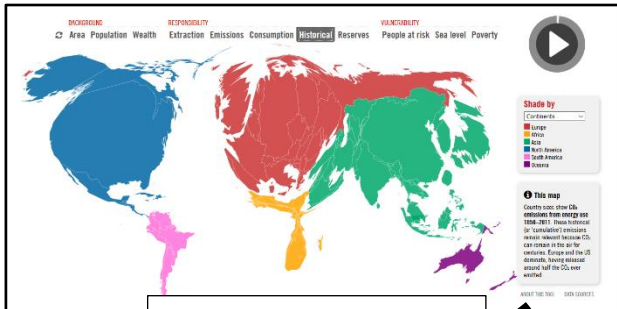 BACKGROUND RESPONSIBILITY VULNERABILITY
Area Population Wealth Extraction Emissions Consumption Historical Reserves People at risk Sea level Poverty
Shade by
Continents
Europe
Africa
Asia
North America
South America
Oceania
This map
Country sizes show CO₂
emissions from energy use
1850–2011. These historical
(or 'cumulative') emissions
remain relevant because CO₂
can remain in the air for
centuries. Europe and the US
dominate, having released
around half the CO₂ ever
emitted
ABOUT THIS TOOL DATA SOURCES